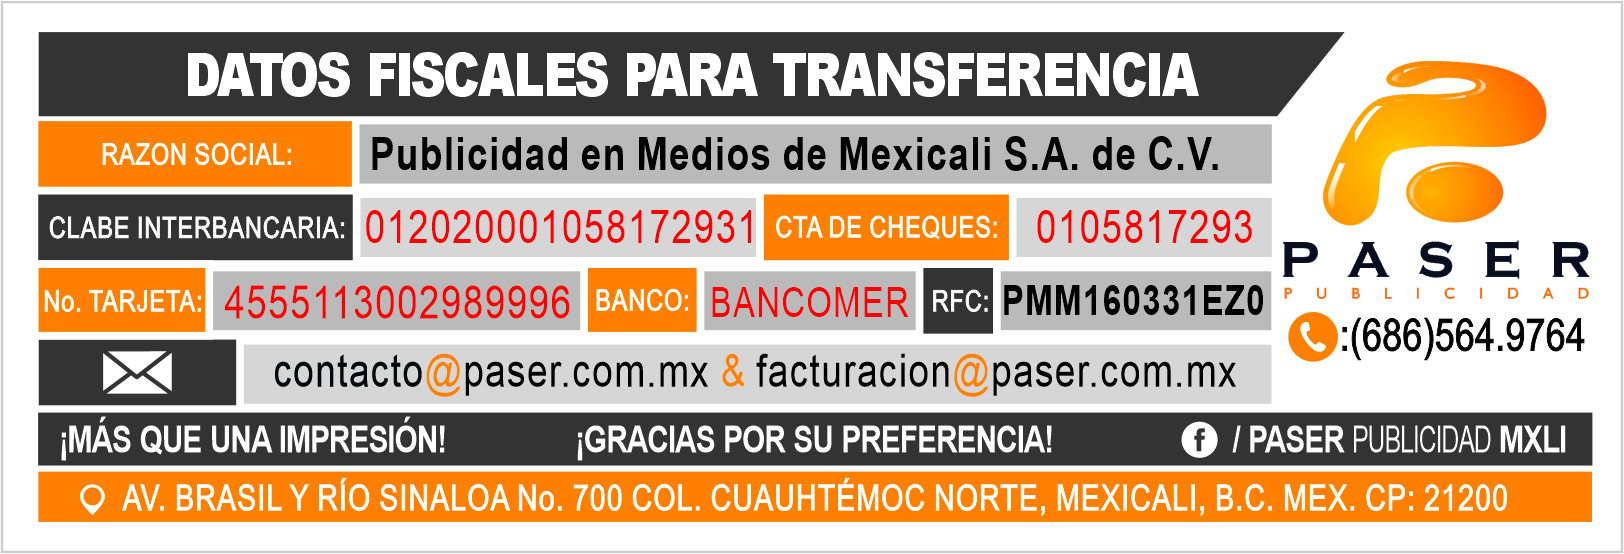 DATOS FISCALES PARA TRANSFERENCIA
RAZON SOCIAL: Publicidad en Medios de Mexicali S.A. de C.V.
CLABE INTERBANCARIA: 012020001058172931 CTA DE CHEQUES: 0105817293
No. TARJETA: 4555113002989996 BANCO: BANCOMER RFC: PMM160331EZ0
contacto@paser.com.mx & facturacion@paser.com.mx
PASER
PUBLICIDAD
:(686)564.9764
¡MÁS QUE UNA IMPRESIÓN! ¡GRACIAS POR SU PREFERENCIA! / PASER PUBLICIDAD MXLI
AV. BRASIL Y RÍO SINALOA No. 700 COL. CUAUHTÉMOC NORTE, MEXICALI, B.C. MEX. CP: 21200